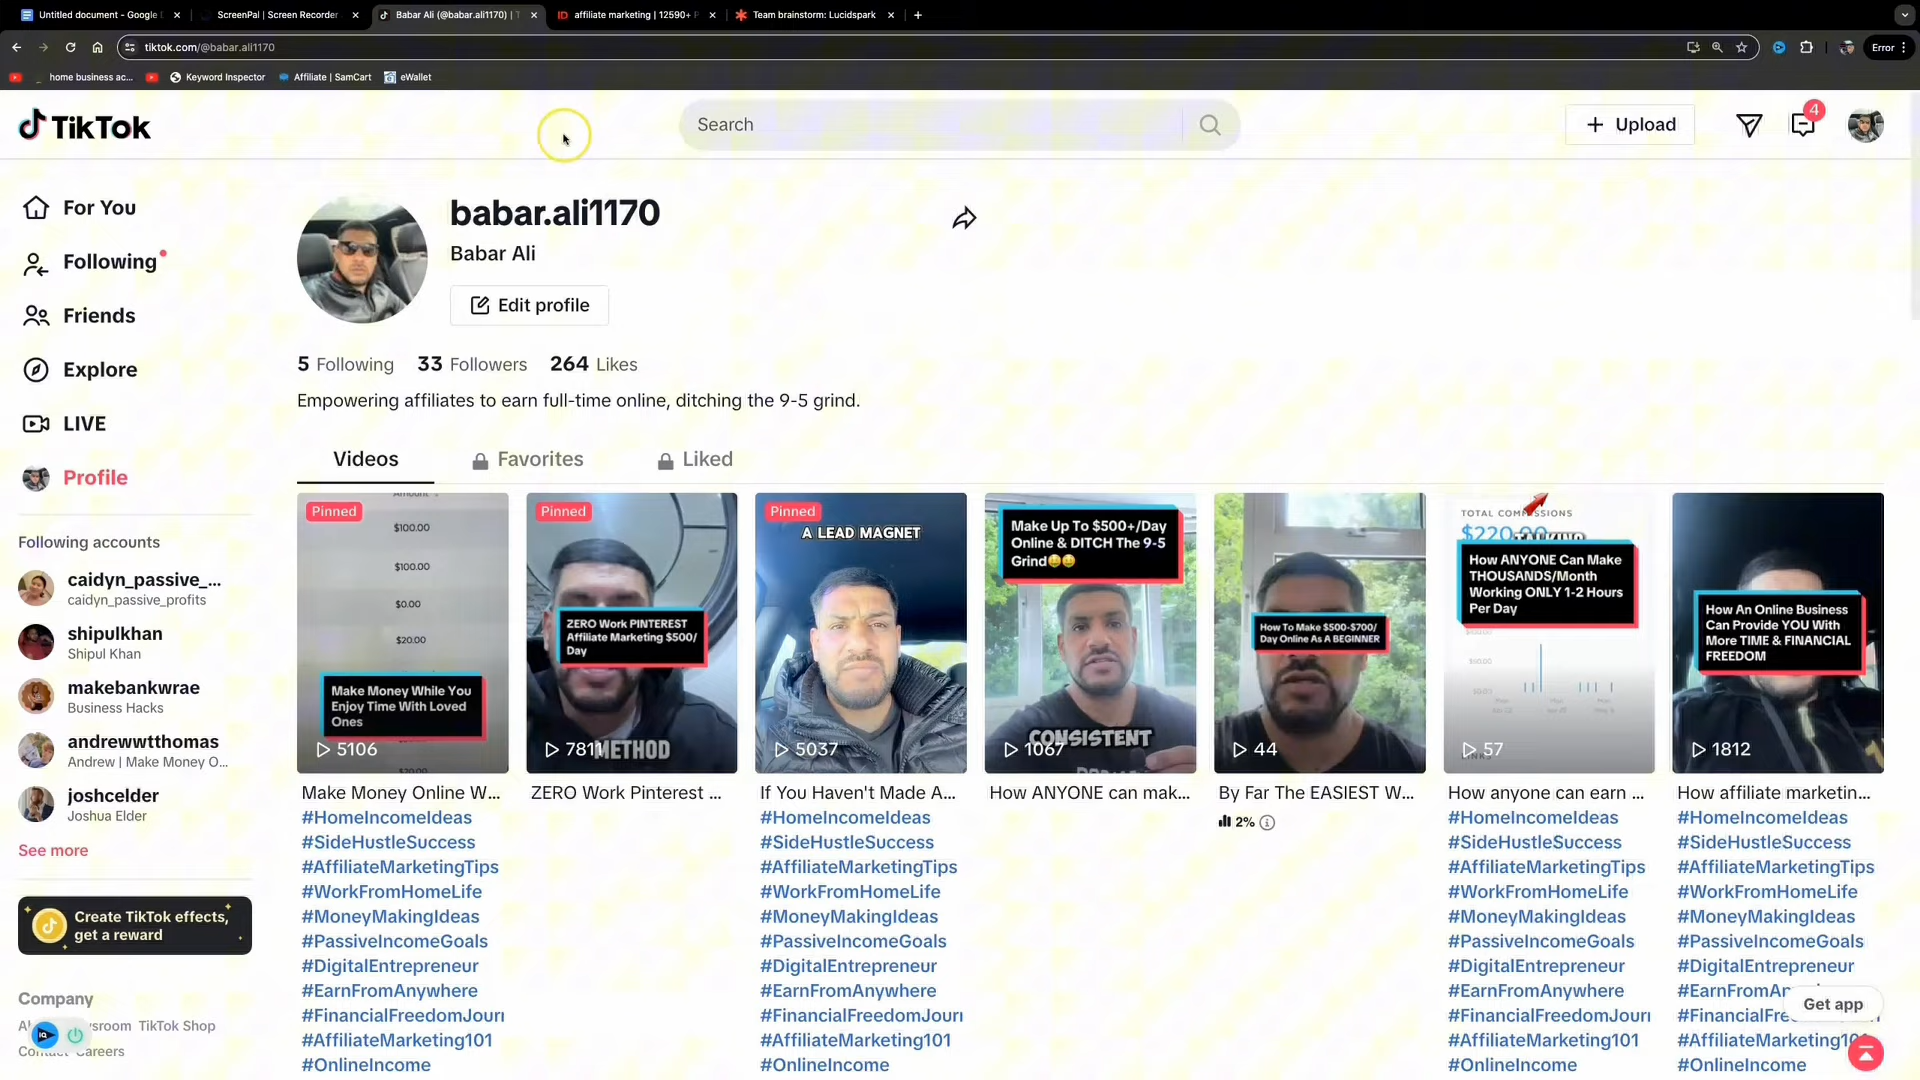 Untitled document - Google
ScreenPal | Screen Recorder
Babar Ali (@babar.ali1170) | T
affiliate marketing | 12590+ P
Team brainstorm: Lucidspark
tiktok.com/@babar.ali1170
Error
home business ac...
Keyword Inspector
Affiliate | SamCart
eWallet
TikTok
Search
+ Upload
4
For You
Following
Friends
Explore
LIVE
Profile
Following accounts
caidyn_passive_...
caidyn_passive_profits
shipulkhan
Shipul Khan
makebankwrae
Business Hacks
andrewwtthomas
Andrew | Make Money O...
joshcelder
Joshua Elder
See more
Create TikTok effects,
get a reward
Company
TikTok Shop
Careers
babar.ali1170
Babar Ali
Edit profile
5 Following 33 Followers 264 Likes
Empowering affiliates to earn full-time online, ditching the 9-5 grind.
Videos
Favorites
Liked
Pinned
$100.00
$100.00
$0.00
$20.00
Make Money While You
Enjoy Time With Loved
Ones
5106
Make Money Online W...
#HomeIncomeIdeas
#SideHustleSuccess
#AffiliateMarketingTips
#WorkFromHomeLife
#MoneyMakingIdeas
#PassiveIncomeGoals
#DigitalEntrepreneur
#EarnFromAnywhere
#FinancialFreedomJourn
#AffiliateMarketing101
#OnlineIncome
Pinned
ZERO Work PINTEREST
Affiliate Marketing $500/
Day
7811
METHOD
ZERO Work Pinterest ...
Pinned
A LEAD MAGNET
5037
If You Haven't Made A...
#HomeIncomeIdeas
#SideHustleSuccess
#AffiliateMarketingTips
#WorkFromHomeLife
#MoneyMakingIdeas
#PassiveIncomeGoals
#DigitalEntrepreneur
#EarnFromAnywhere
#FinancialFreedomJourn
#AffiliateMarketing101
#OnlineIncome
Make Up To $500+/Day
Online & DITCH The 9-5
Grind
1067
CONSISTENT
How ANYONE can mak...
How To Make $500-$700/
Day Online As A BEGINNER
44
By Far The EASIEST W...
2%
TOTAL COMMISSIONS
$220.00
TALKING
How ANYONE Can Make
THOUSANDS/Month
Working ONLY 1-2 Hours
Per Day
57
How anyone can earn ...
#HomeIncomeIdeas
#SideHustleSuccess
#AffiliateMarketingTips
#WorkFromHomeLife
#MoneyMakingIdeas
#PassiveIncomeGoals
#DigitalEntrepreneur
#EarnFromAnywhere
#FinancialFreedomJourn
#AffiliateMarketing101
#OnlineIncome
How An Online Business
Can Provide YOU With
More TIME & FINANCIAL
FREEDOM
1812
How affiliate marketin...
#HomeIncomeIdeas
#SideHustleSuccess
#AffiliateMarketingTips
#WorkFromHomeLife
#MoneyMakingIdeas
#PassiveIncomeGoals
#DigitalEntrepreneur
#OnlineIncome
Get app